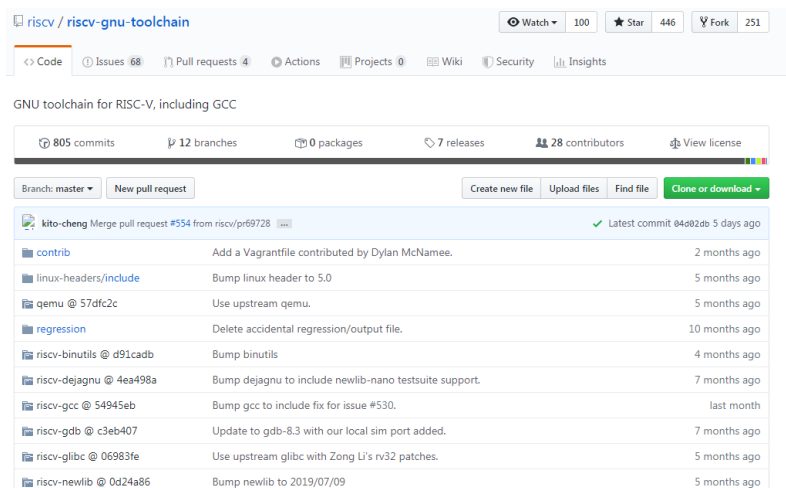 riscv / riscv-gnu-toolchain Watch 100 Star 446 Fork 251
Code Issues 68 Pull requests 4 Actions Projects 0 Wiki Security Insights
GNU toolchain for RISC-V, including GCC
805 commits 12 branches 0 packages 7 releases 28 contributors View license
Branch: master New pull request Create new file Upload files Find file Clone or download
kito-cheng Merge pull request #554 from riscv/pr69728 ... Latest commit 04d02db 5 days ago
contrib Add a Vagrantfile contributed by Dylan McNamee. 2 months ago
linux-headers/include Bump linux header to 5.0 5 months ago
qemu @ 57dfc2c Use upstream qemu. 5 months ago
regression Delete accidental regression/output file. 10 months ago
riscv-binutils @ d91cadb Bump binutils 4 months ago
riscv-dejagnu @ 4ea498a Bump dejagnu to include newlib-nano testsuite support. 7 months ago
riscv-gcc @ 54945eb Bump gcc to include fix for issue #530. last month
riscv-gdb @ c3eb407 Update to gdb-8.3 with our local sim port added. 7 months ago
riscv-glibc @ 06983fe Use upstream glibc with Zong Li's rv32 patches. 5 months ago
riscv-newlib @ 0d24a86 Bump newlib to 2019/07/09 5 months ago